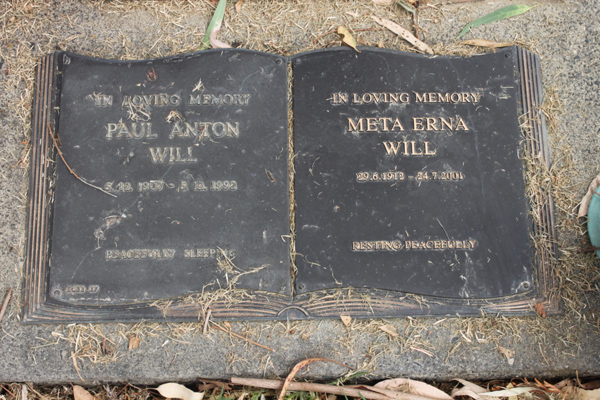 IN LOVING MEMORY
PAUL ANTON
WILL
PEACEFULLY SLEEPING
IN LOVING MEMORY
META ERNA
WILL
29.6.1912 – 24.7.2001
RESTING PEACEFULLY